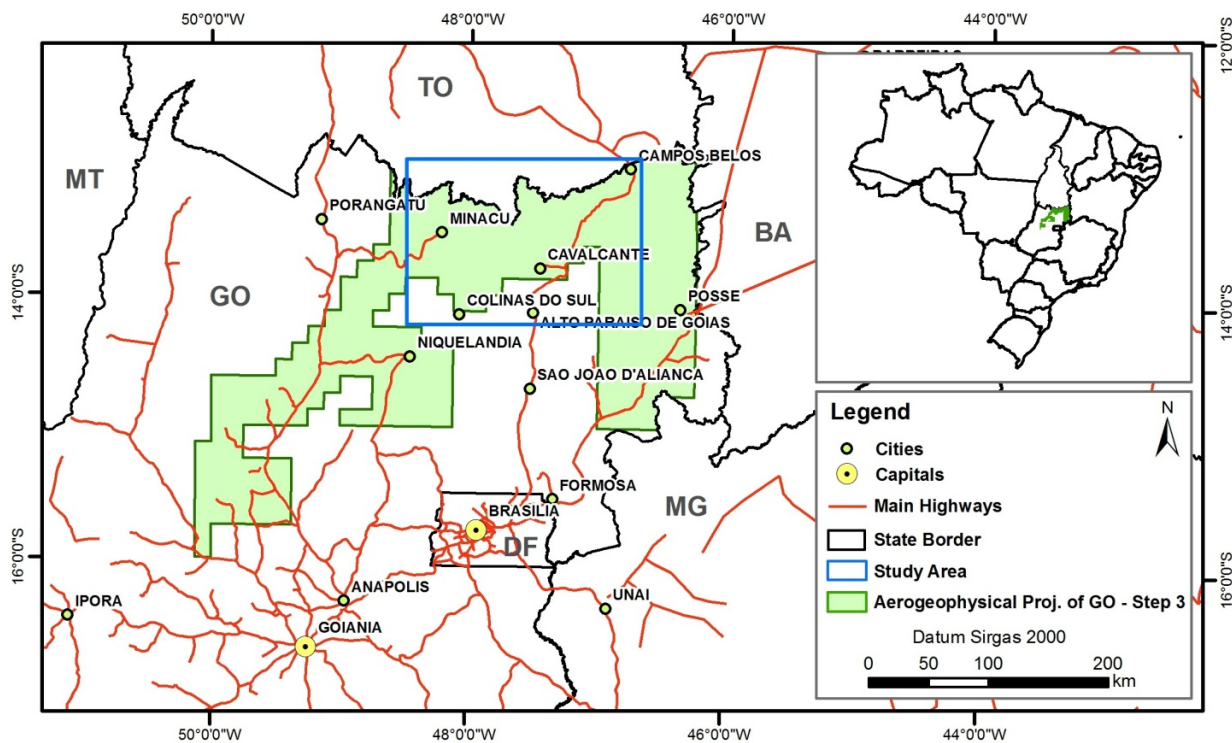 50°0'0"W 48°0'0"W 46°0'0"W 44°0'0"W
12°0'0"S
TO
CAMPOS BELOS
MT
PORANGATU
MINACU
BA
CAVALCANTE
GO
COLINAS DO SUL
POSSE
14°0'0"S
14°0'0"S
ALTO PARAISO DE GOIAS
NIQUELANDIA
SAO JOAO D'ALIANCA
Legend
N
Cities
Capitals
Main Highways
State Border
Study Area
Aerogeophysical Proj. of GO - Step 3
Datum Sirgas 2000
0 50 100 200
km
FORMOSA
MG
BRASILIA
DF
16°0'0"S
16°0'0"S
ANAPOLIS
UNAI
IPORA
GOIANIA
50°0'0"W 48°0'0"W 46°0'0"W 44°0'0"W